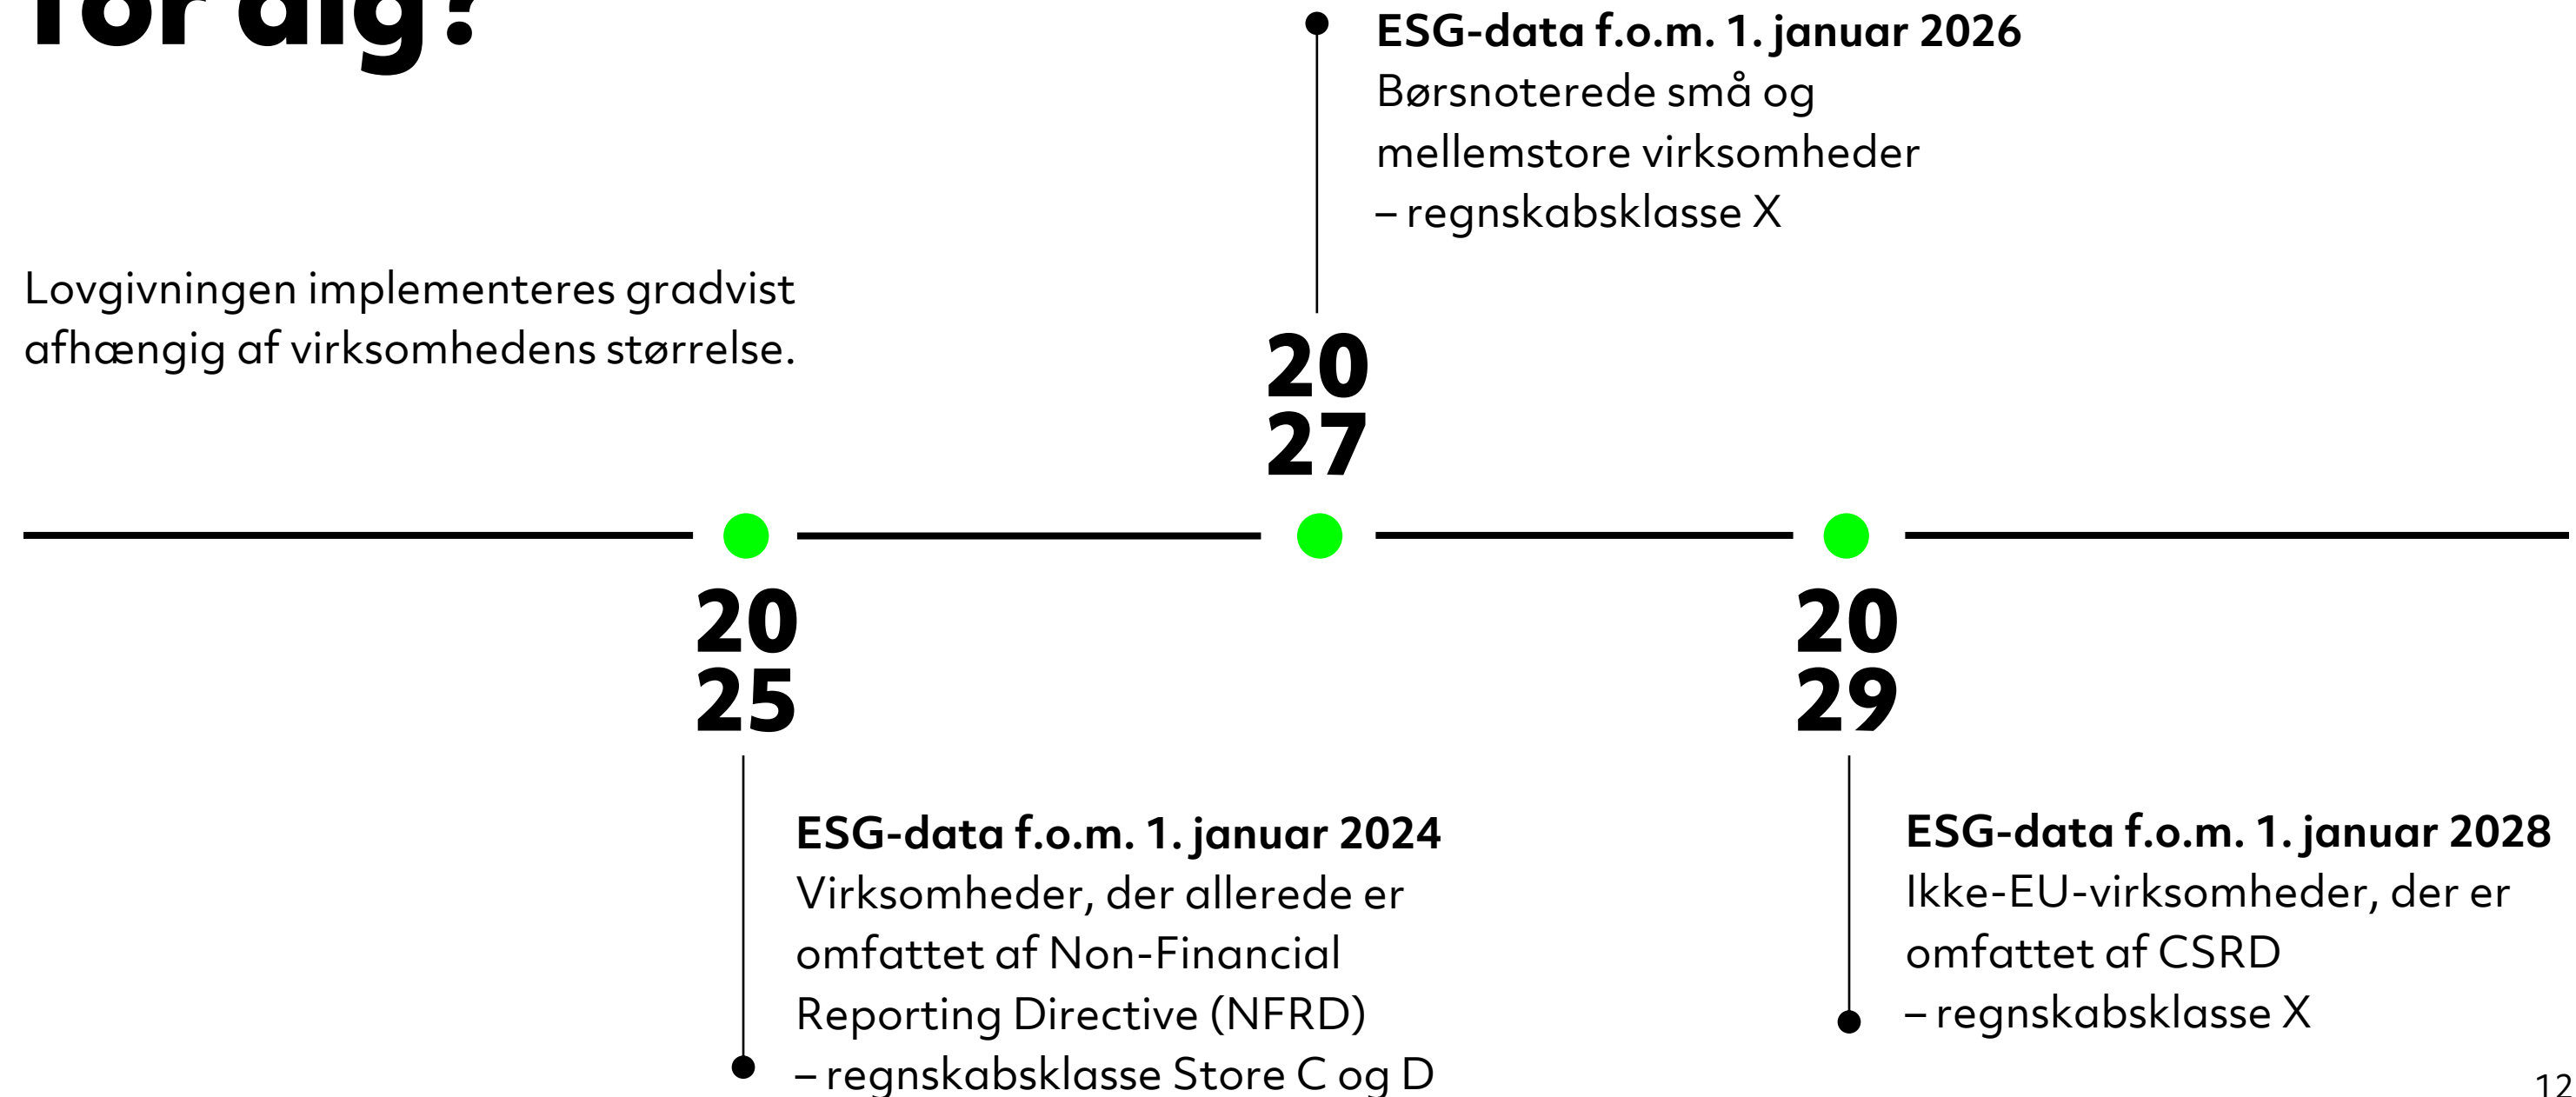 for dig?
Lovgivningen implementeres gradvist
afhængig af virksomhedens størrelse.
ESG-data f.o.m. 1. januar 2026
Børsnoterede små og
mellemstore virksomheder
– regnskabsklasse X
20
27
20
25
ESG-data f.o.m. 1. januar 2024
Virksomheder, der allerede er
omfattet af Non-Financial
Reporting Directive (NFRD)
– regnskabsklasse Store C og D
20
29
ESG-data f.o.m. 1. januar 2028
Ikke-EU-virksomheder, der er
omfattet af CSRD
– regnskabsklasse X
12